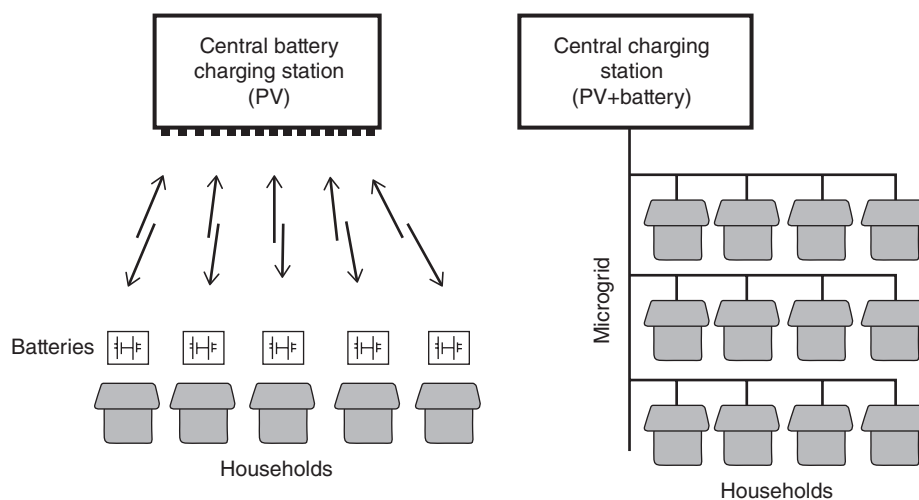 Central battery
charging station
(PV)
Batteries
Households
Central charging
station
(PV+battery)
Microgrid
Households